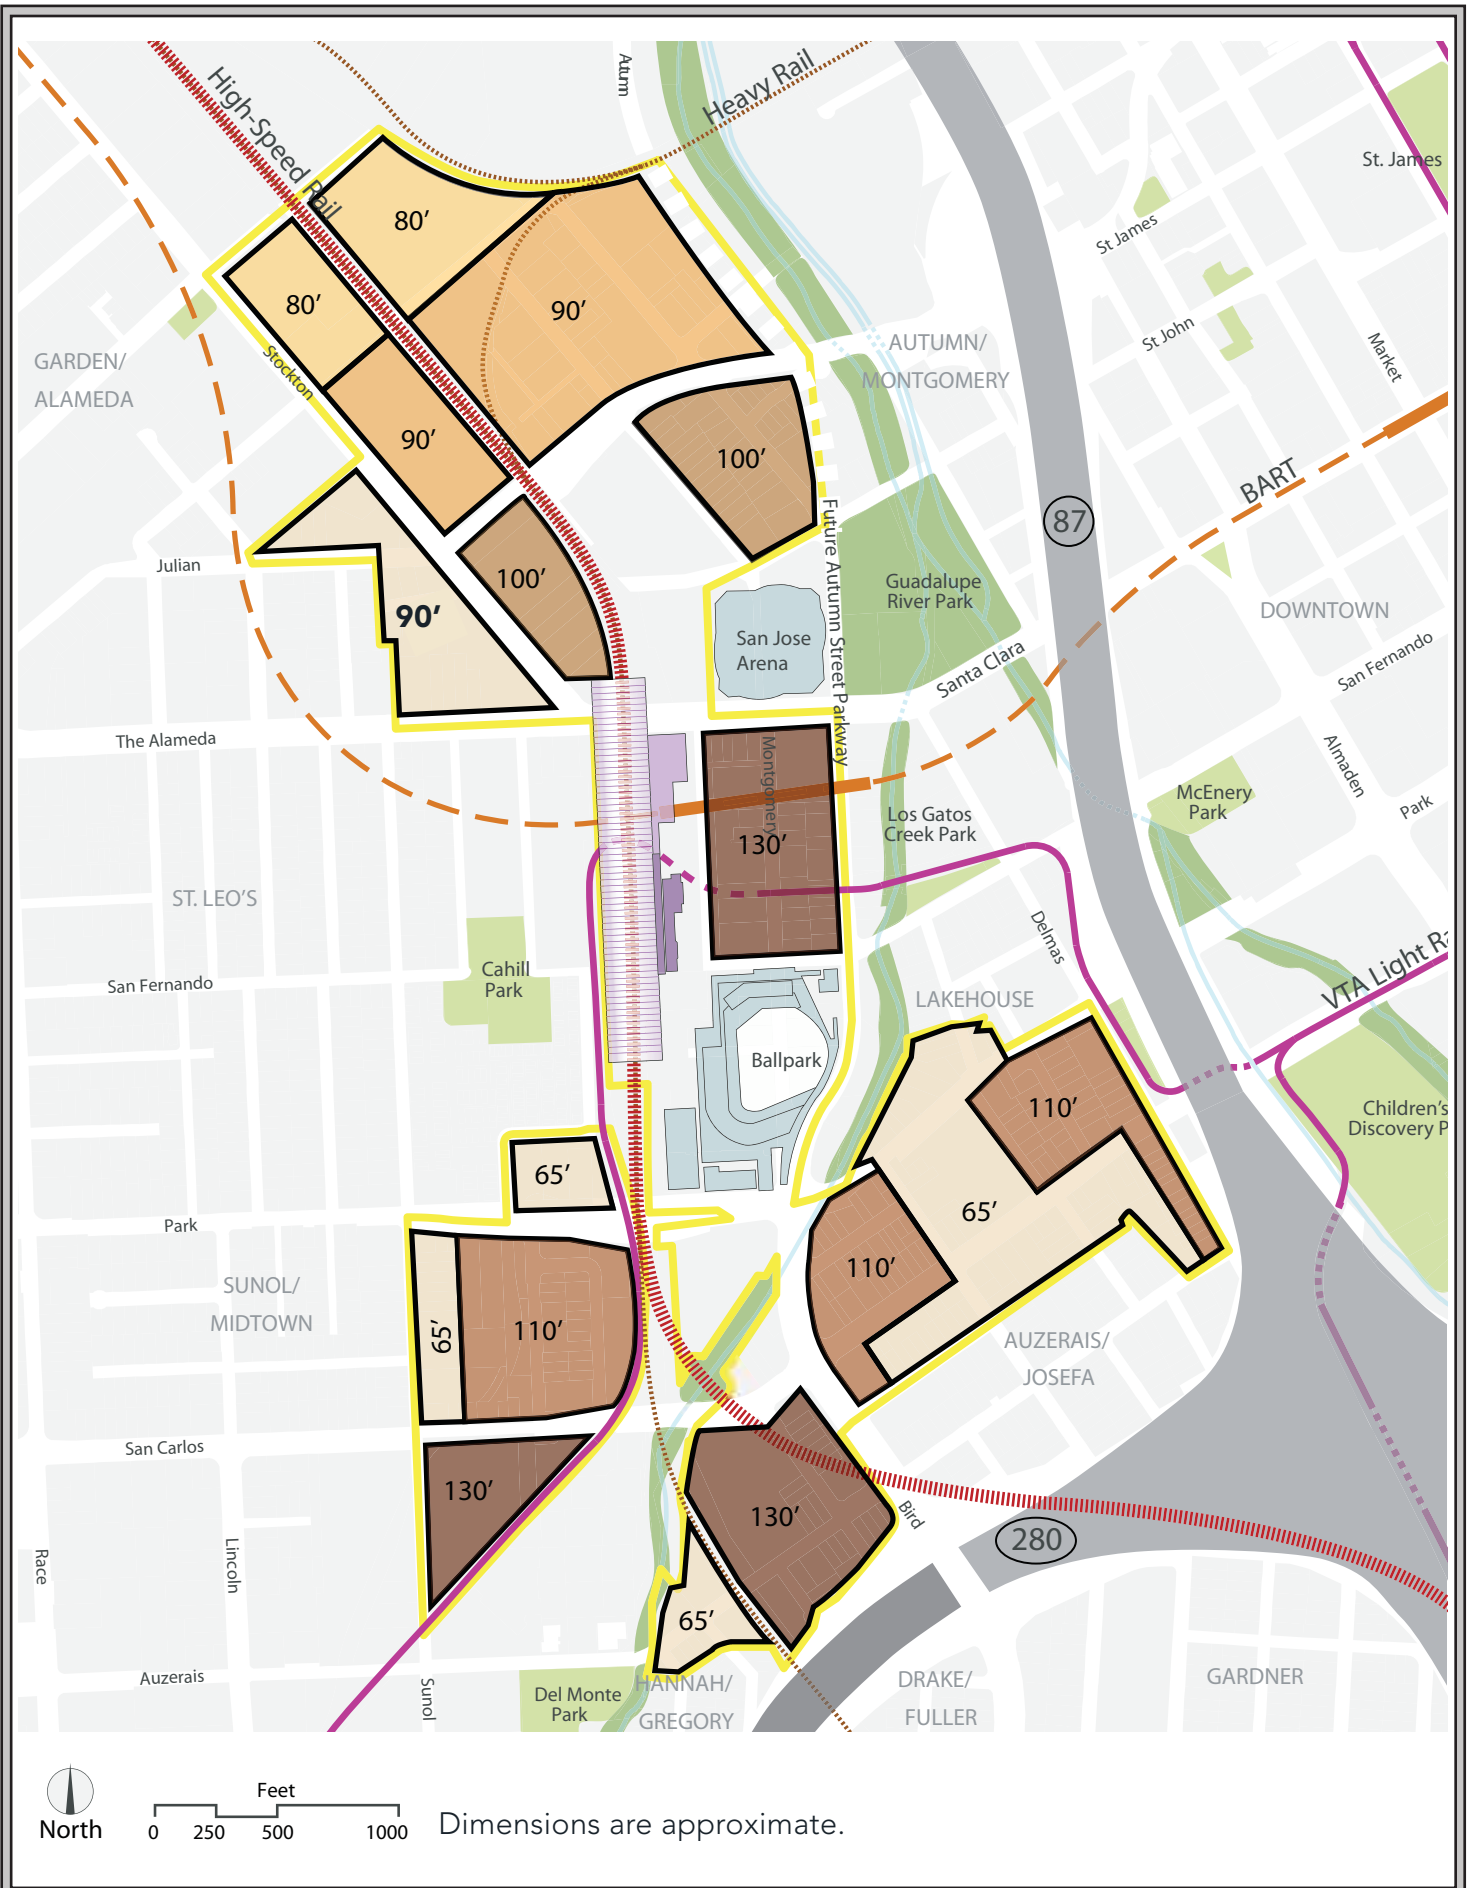 Autumn
High-Speed Rail
Heavy Rail
St. James
80'
St James
80'
90'
St John
Market
GARDEN/
ALAMEDA
Stockton
AUTUMN/
MONTGOMERY
90'
100'
BART
87
Future Autumn Street Parkway
Julian
100'
90'
Guadalupe
River Park
DOWNTOWN
San Jose
Arena
Santa Clara
San Fernando
The Alameda
Montgomery
Almaden
McEnery
Park
Park
Los Gatos
Creek Park
130'
ST. LEO'S
Delmas
Cahill
Park
San Fernando
VTA Light Ra
LAKEHOUSE
Ballpark
110'
Children's
Discovery P
65'
65'
Park
110'
SUNOL/
MIDTOWN
65'
110'
AUZERAIS/
JOSEFA
San Carlos
130'
130'
Bird
280
Race
Lincoln
65'
Auzerais
Sunol
Del Monte
Park
HANNAH/
GREGORY
DRAKE/
FULLER
GARDNER
North
Feet
0 250 500 1000
Dimensions are approximate.